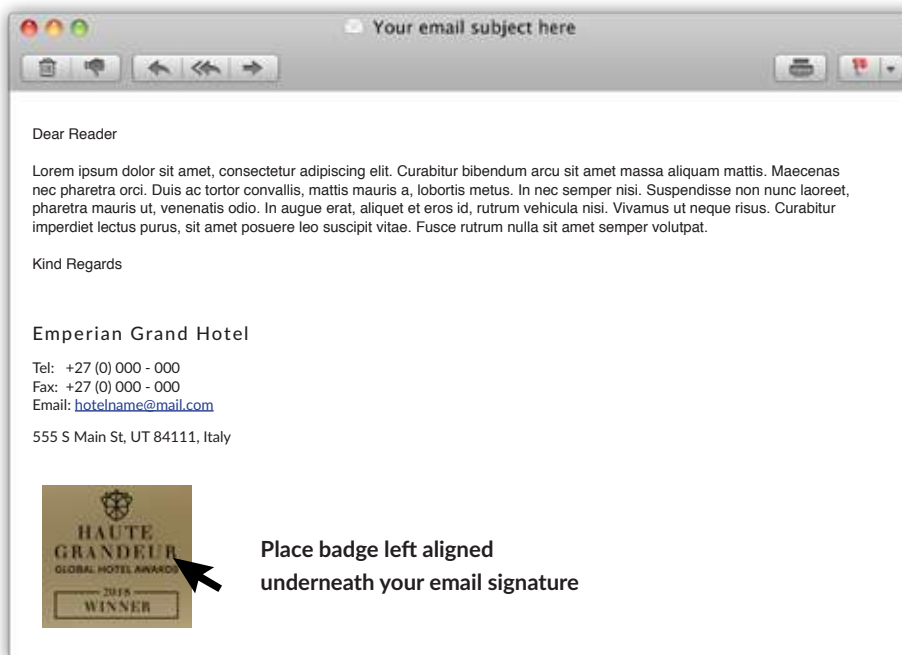 Your email subject here
Dear Reader
Lorem ipsum dolor sit amet, consectetur adipiscing elit. Curabitur bibendum arcu sit amet massa aliquam mattis. Maecenas
nec pharetra orci. Duis ac tortor convallis, mattis mauris a, lobortis metus. In nec semper nisi. Suspendisse non nunc laoreet,
pharetra mauris ut, venenatis odio. In augue erat, aliquet et eros id, rutrum vehicula nisi. Vivamus ut neque risus. Curabitur
imperdiet lectus purus, sit amet posuere leo suscipit vitae. Fusce rutrum nulla sit amet semper volutpat.
Kind Regards
Emperian Grand Hotel
Tel: +27 (0) 000 - 000
Fax: +27 (0) 000 - 000
Email: hotelname@mail.com
555 S Main St, UT 84111, Italy
HAUTE
GRANDEUR
GLOBAL HOTEL AWARDS
2018
WINNER
Place badge left aligned
underneath your email signature